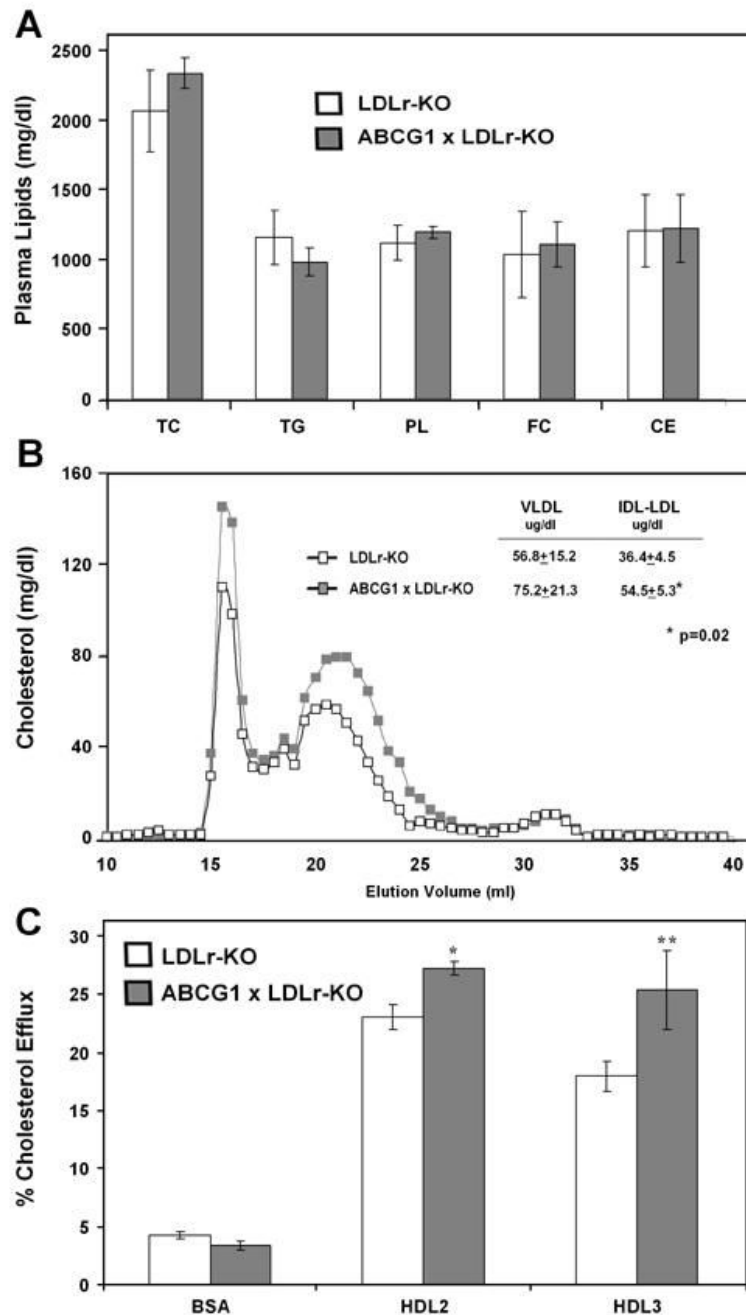 A
Plasma Lipids (mg/dl)
2500
2000
1500
1000
500
0
LDLr-KO
ABCG1 x LDLr-KO
TC TG PL FC CE
B
Cholesterol (mg/dl)
160
120
80
40
0
VLDL IDL-LDL
ug/dl ug/dl
LDLr-KO 56.8±15.2 36.4±4.5
ABCG1 x LDLr-KO 75.2±21.3 54.5±5.3*
* p=0.02
10 15 20 25 30 35 40
Elution Volume (ml)
C
% Cholesterol Efflux
30
25
20
15
10
5
0
LDLr-KO
ABCG1 x LDLr-KO
* **
BSA HDL2 HDL3